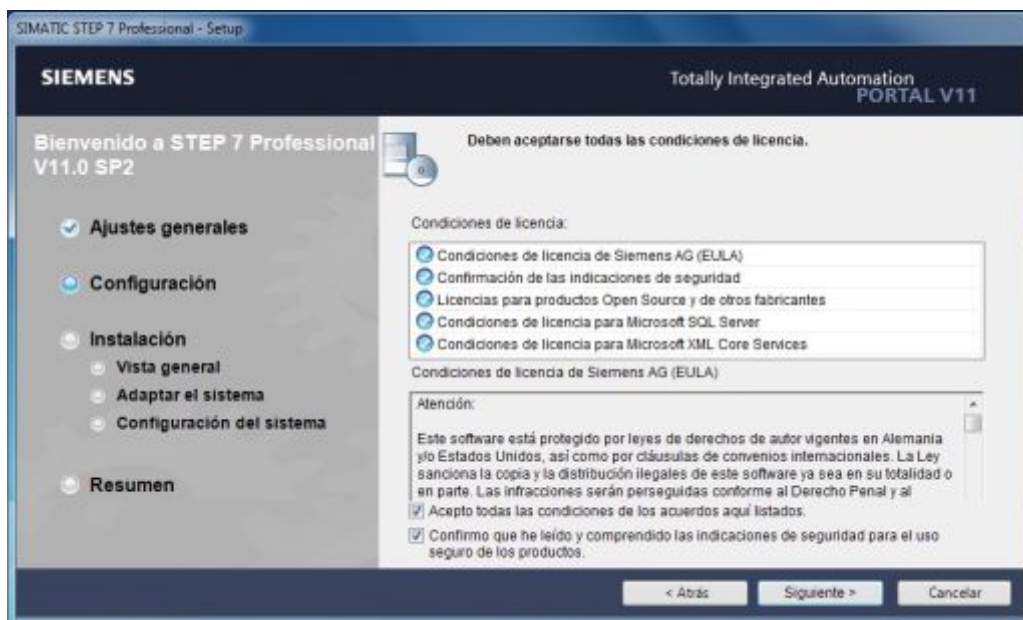 SIMATIC STEP 7 Professional - Setup
SIEMENS
Totally Integrated Automation
PORTAL V11
Bienvenido a STEP 7 Professional
V11.0 SP2
Ajustes generales
Configuración
Instalación
Vista general
Adaptar el sistema
Configuración del sistema
Resumen
Deben aceptarse todas las condiciones de licencia.
Condiciones de licencia:
Condiciones de licencia de Siemens AG (EULA)
Confirmación de las indicaciones de seguridad
Licencias para productos Open Source y de otros fabricantes
Condiciones de licencia para Microsoft SQL Server
Condiciones de licencia para Microsoft XML Core Services
Condiciones de licencia de Siemens AG (EULA)
Atención:
Este software está protegido por leyes de derechos de autor vigentes en Alemania
y/o Estados Unidos, así como por cláusulas de convenios internacionales. La Ley
sanciona la copia y la distribución ilegales de este software ya sea en su totalidad o
en parte. Las infracciones serán perseguidas conforme al Derecho Penal y al
Acepto todas las condiciones de los acuerdos aquí listados.
Confirmo que he leído y comprendido las indicaciones de seguridad para el uso
seguro de los productos.
< Atrás
Siguiente >
Cancelar